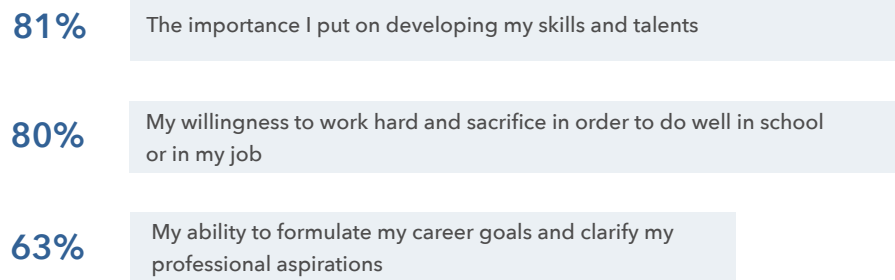 81%
The importance I put on developing my skills and talents
80%
My willingness to work hard and sacrifice in order to do well in school
or in my job
63%
My ability to formulate my career goals and clarify my
professional aspirations